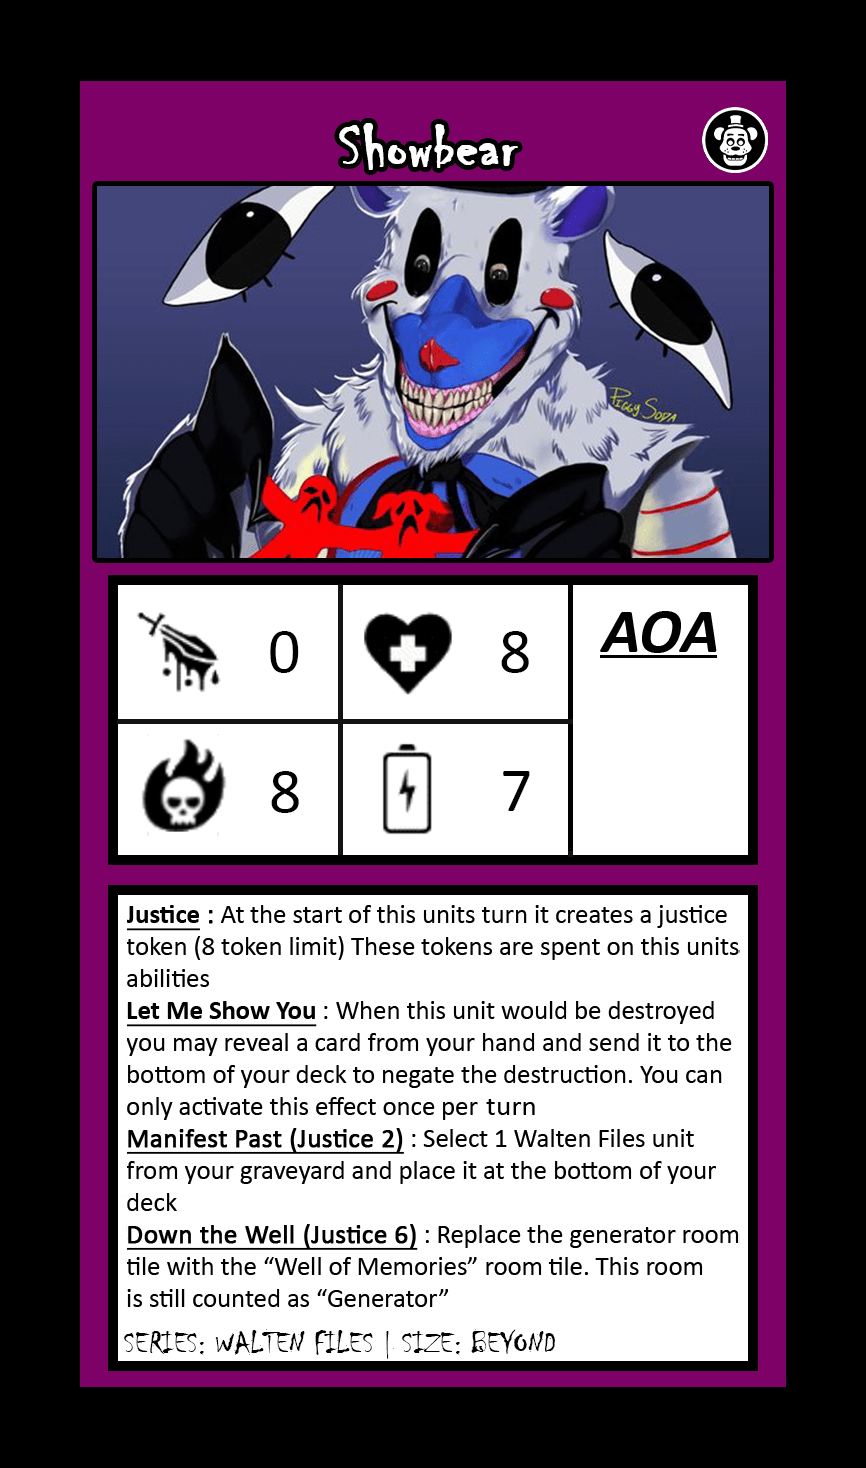 Showbear
Piggy Soda
0
8
AOA
8
7
Justice : At the start of this units turn it creates a justice
token (8 token limit) These tokens are spent on this units
abilities
Let Me Show You : When this unit would be destroyed
you may reveal a card from your hand and send it to the
bottom of your deck to negate the destruction. You can
only activate this effect once per turn
Manifest Past (Justice 2) : Select 1 Walten Files unit
from your graveyard and place it at the bottom of your
deck
Down the Well (Justice 6) : Replace the generator room
tile with the “Well of Memories” room tile. This room
is still counted as “Generator”
SERIES: WALTEN FILES | SIZE: BEYOND